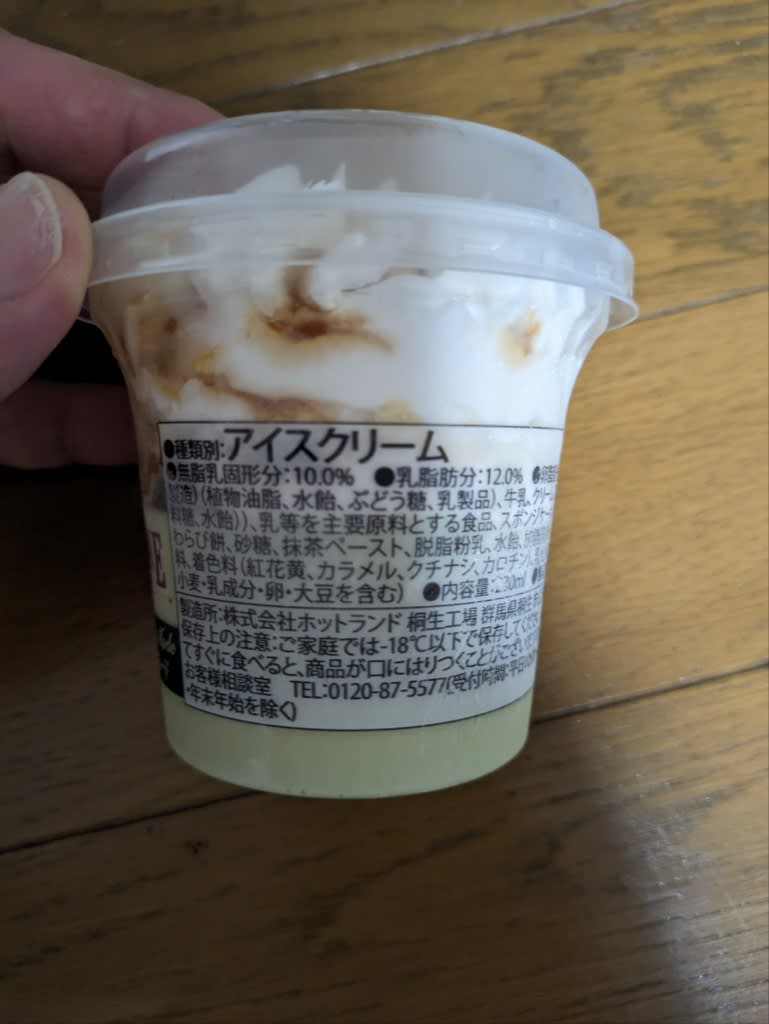 ●種類別:アイスクリーム
●無脂乳固形分:10.0% ●乳脂肪分:12.0%
(植物油脂、水飴、ぶどう糖、乳製品)、牛乳、クリーム
糖、水飴))、乳等を主要原料とする食品、スポンジケー
わらび餅、砂糖、抹茶ペースト、脱脂粉乳、水飴、
料、着色料(紅花黄、カラメル、クチナシ、カロチン)、
小麦・乳成分・卵・大豆を含む) ●内容量:
製造所:株式会社ホットランド 桐生工場 群馬県桐生
保存上の注意:ご家庭では-18℃以下で保存してくだ
てすぐに食べると、商品が口にはりつくことがござい
お客様相談室 TEL:0120-87-5577(受付時間:平日
・年末年始を除く)
E